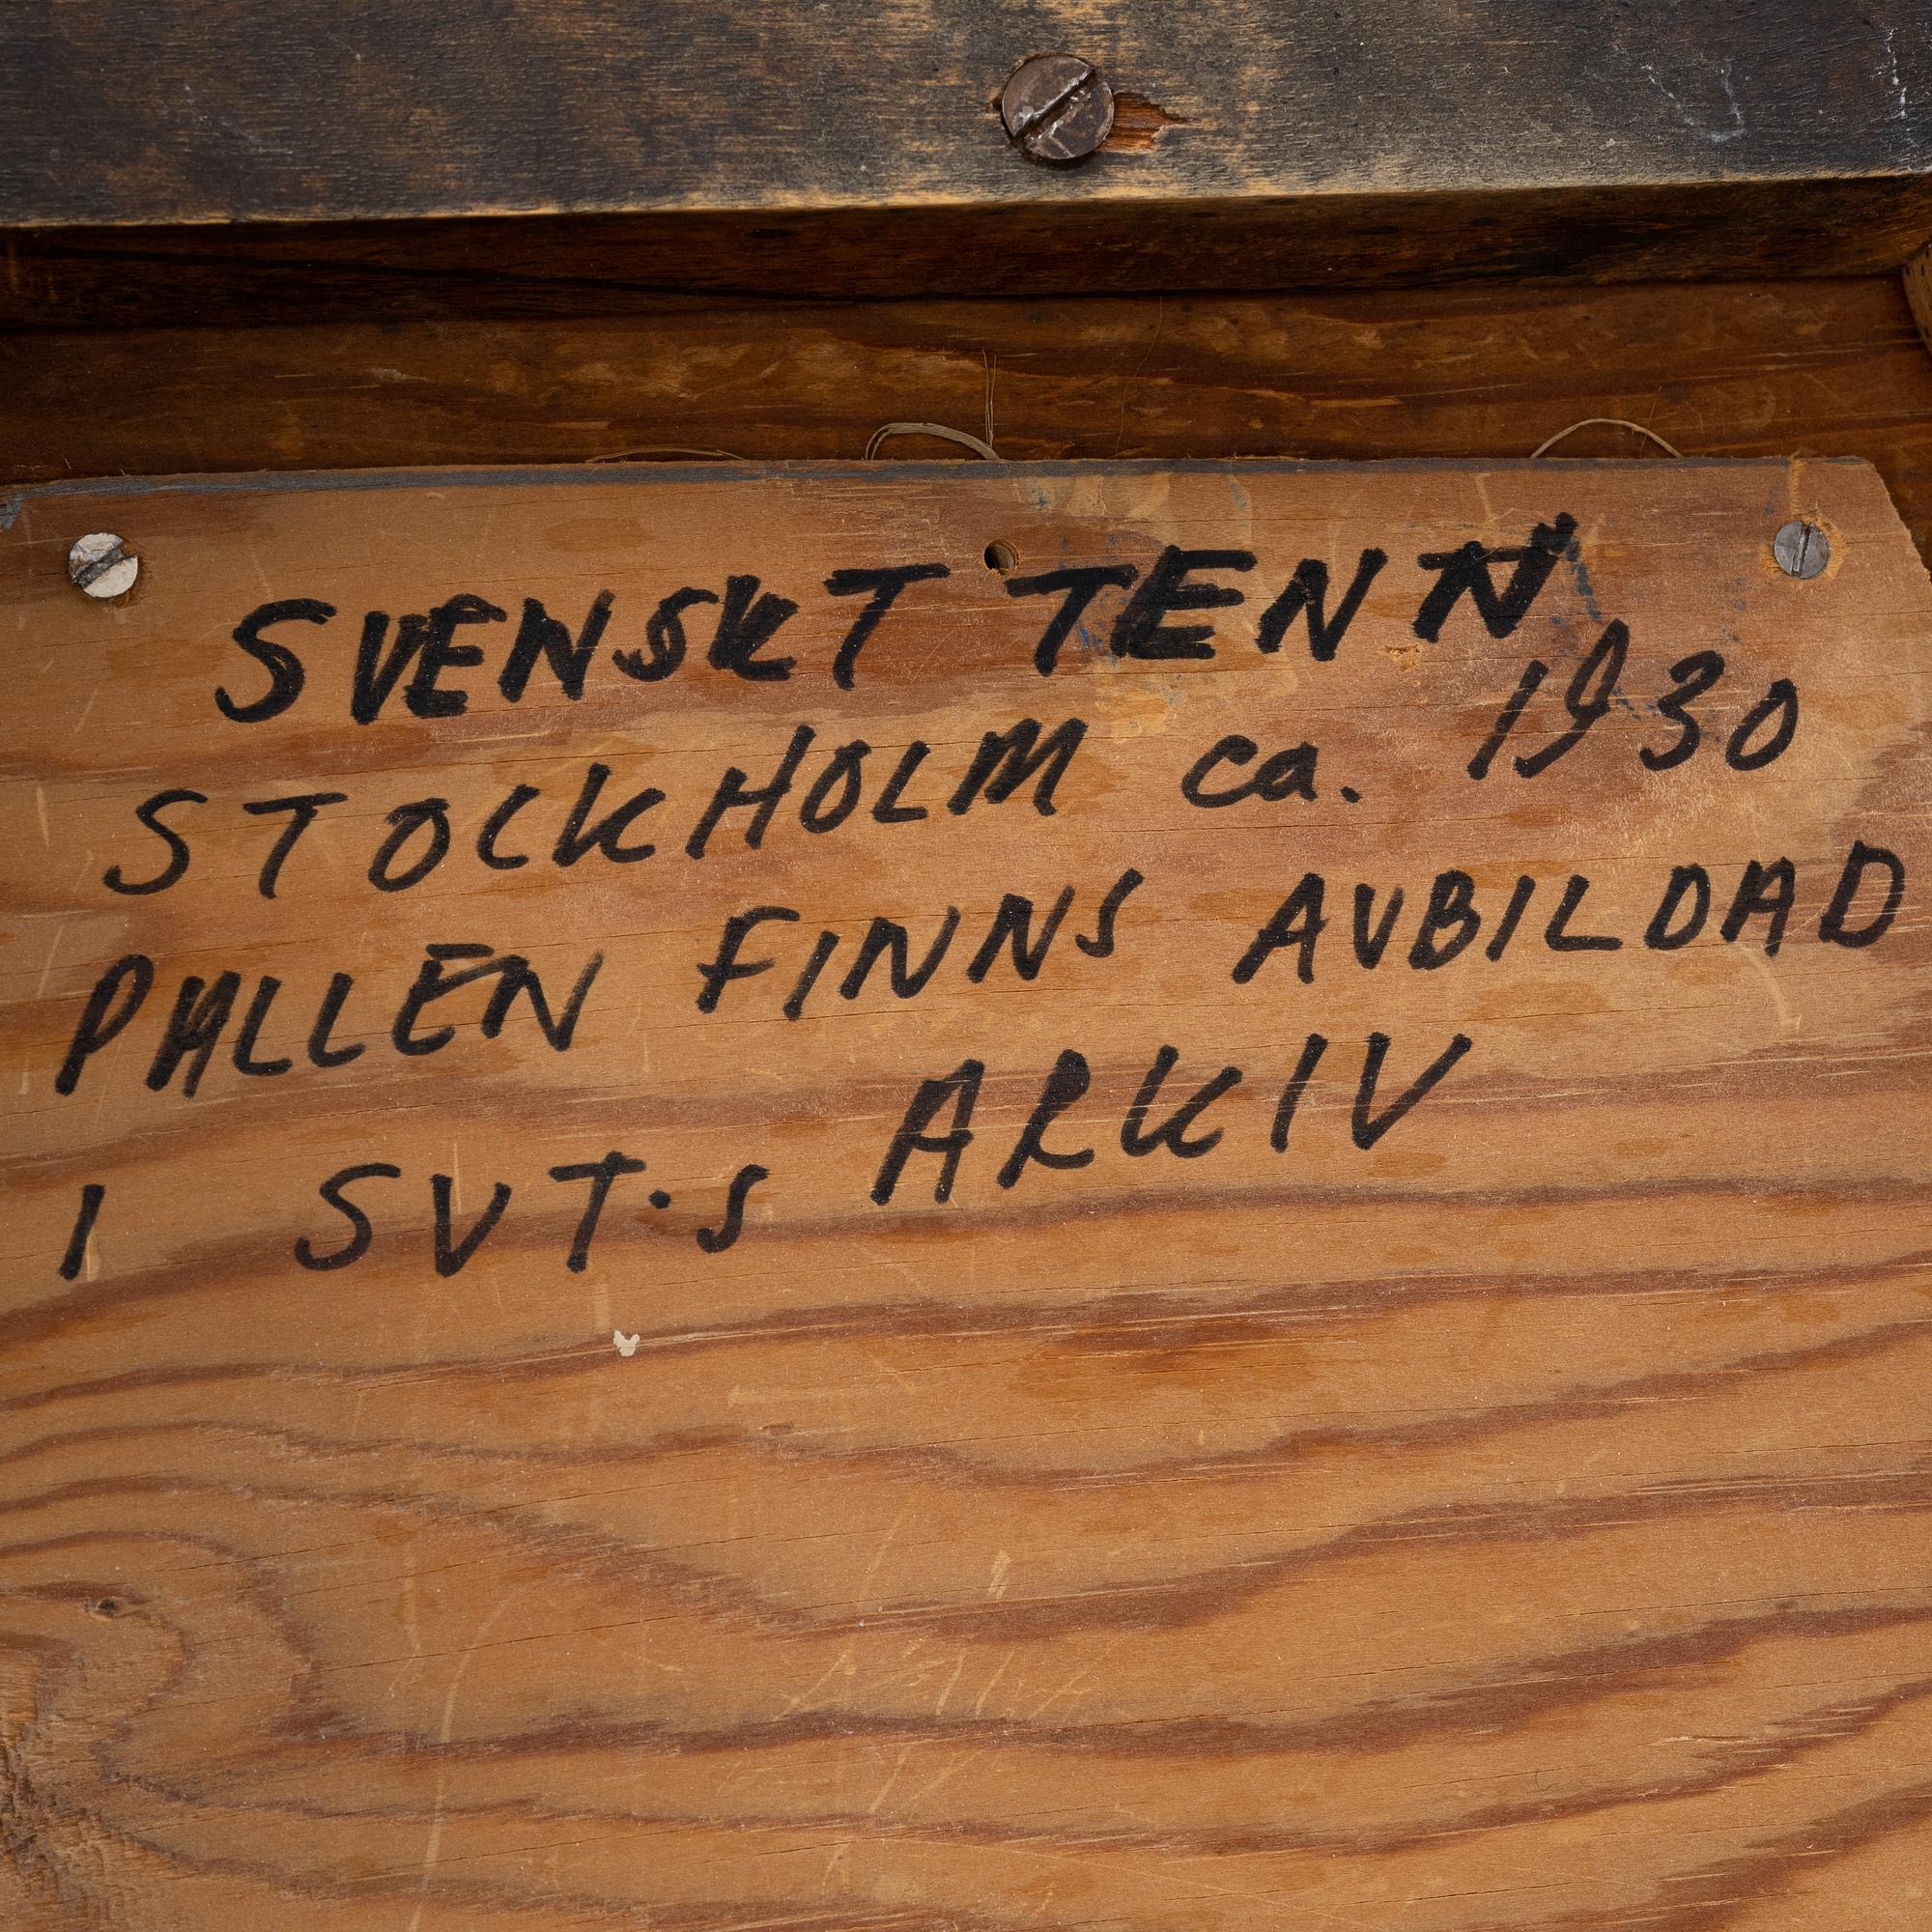 SVENSKT TENN
STOCKHOLM ca. 1930
PALLEN FINNS AVBILDAD
I SVT·S ARKIV